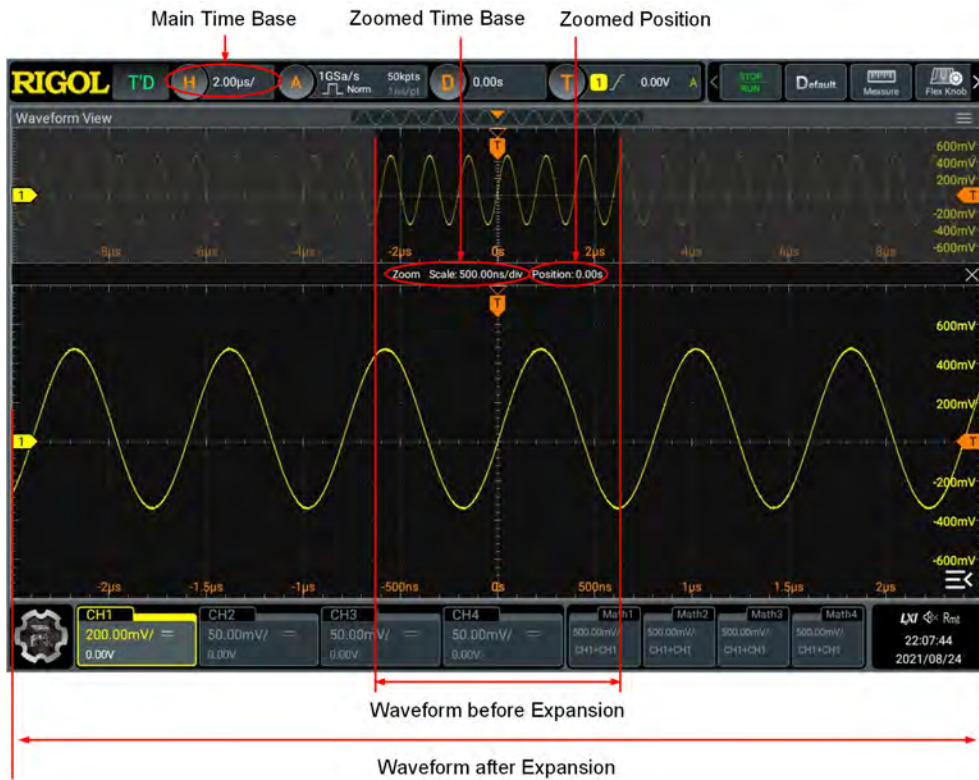 Main Time Base Zoomed Time Base Zoomed Position
RIGOL T'D H 2.00μs/ A 1GSa/s 50kpts D 0.00s T 1 0.00V A STOP Default Measure Flex Knob
Norm 1ns/pt RUN
Waveform View
T
600mV
400mV
200mV
1 T
-200mV
-400mV
-600mV
-8μs -6μs -2μs 0s 2μs
Zoom Scale: 500.00ns/div Position: 0.00s
T
600mV
400mV
200mV
1 T
-200mV
-400mV
-600mV
-2μs -1.5μs -1μs -500ns 0s 500ns 1μs 1.5μs 2μs
CH1 CH2 CH3 CH4 Math1 Math2 Math3 Math4 LXI Rmt
200.00mV/ 50.00mV/ 50.00mV/ 50.00mV/ 500.00mV/ 500.00mV/ 500.00mV/ 500.00mV/
0.00V 0.00V 0.00V 0.00V CH1+CH1 CH1+CH1 CH1+CH1 CH1+CH1
22:07:44
2021/08/24
Waveform before Expansion
Waveform after Expansion